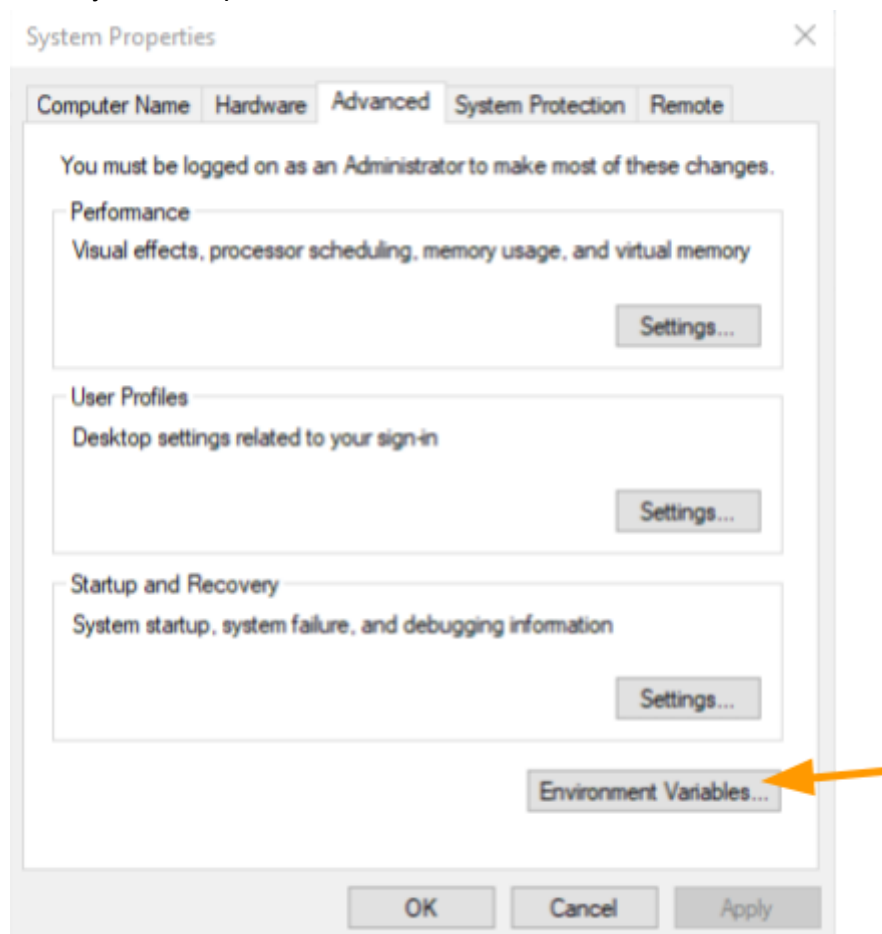 System Properties
Computer Name Hardware Advanced System Protection Remote
You must be logged on as an Administrator to make most of these changes.
Performance
Visual effects, processor scheduling, memory usage, and virtual memory
Settings...
User Profiles
Desktop settings related to your sign-in
Settings...
Startup and Recovery
System startup, system failure, and debugging information
Settings...
Environment Variables...
OK Cancel Apply